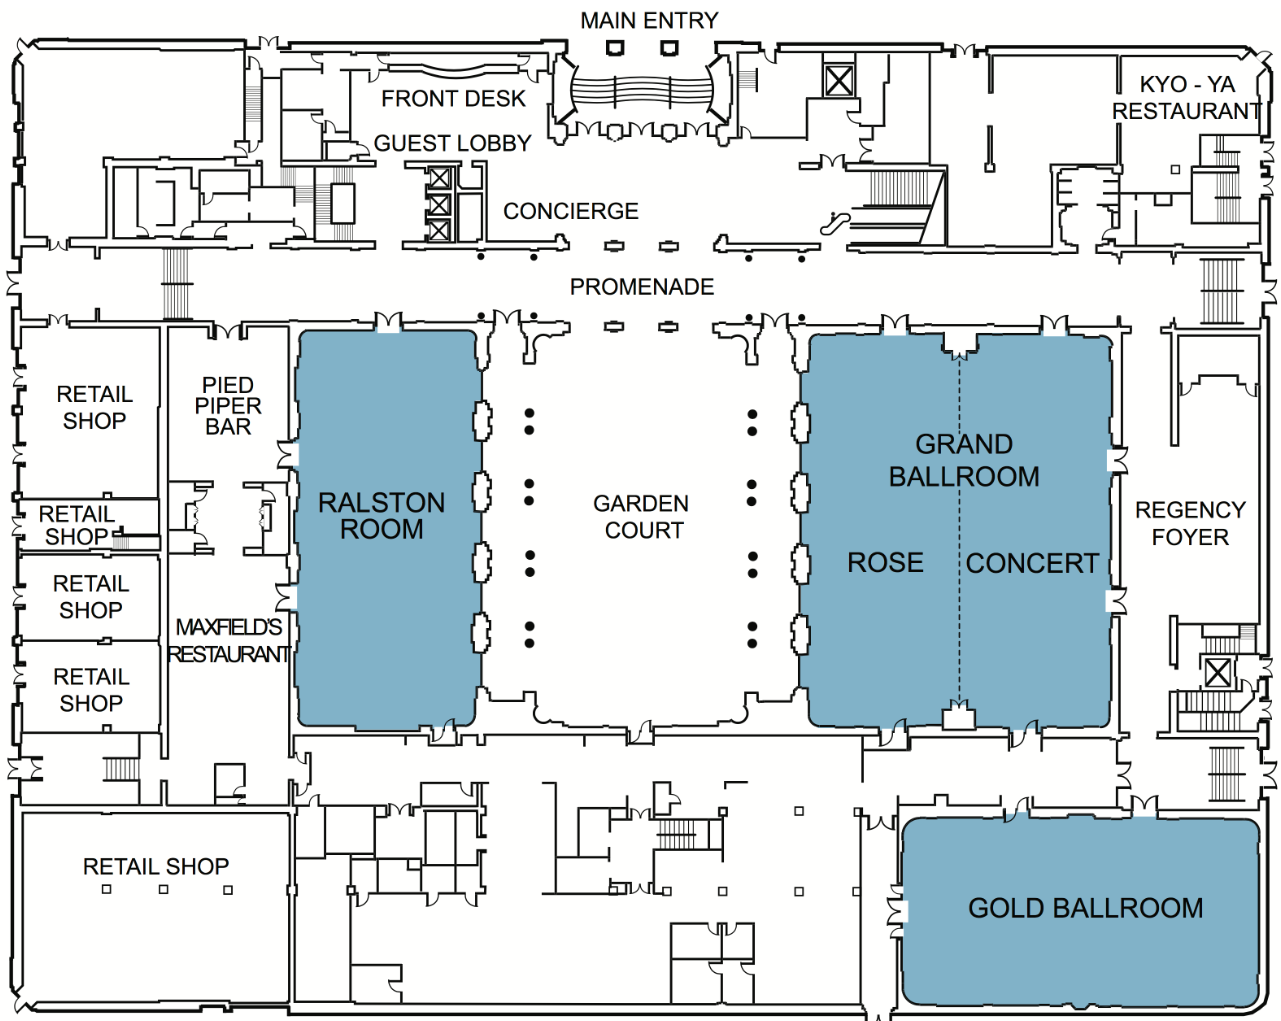 MAIN ENTRY
FRONT DESK
KYO - YA
RESTAURANT
GUEST LOBBY
CONCIERGE
PROMENADE
RETAIL
SHOP
PIED
PIPER
BAR
RALSTON
ROOM
GARDEN
COURT
GRAND
BALLROOM
ROSE
CONCERT
REGENCY
FOYER
RETAIL
SHOP
RETAIL
SHOP
MAXFIELD'S
RESTAURANT
RETAIL
SHOP
RETAIL SHOP
GOLD BALLROOM